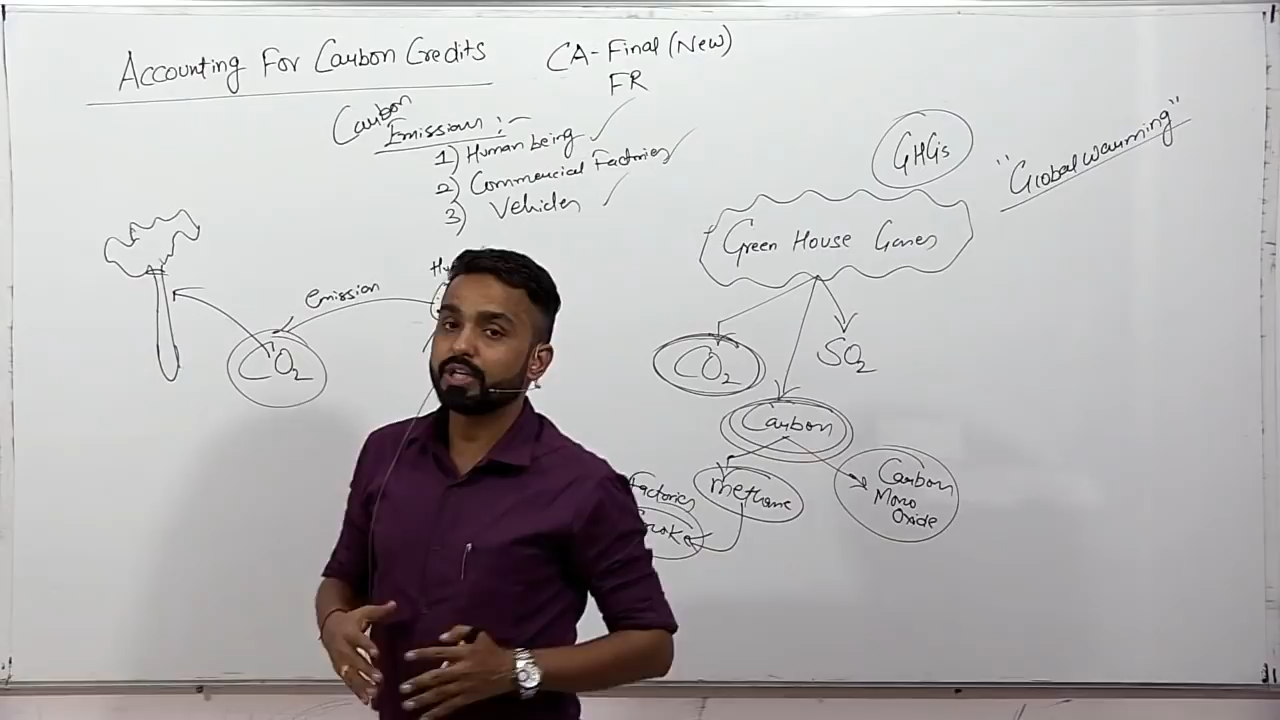 Accounting For Carbon Credits
CA-Final (New)
FR
Carbon
Emission :-
1) Human being
2) Commercial Factories
3) Vehicles
GHGs
"Global warming"
Green House Gases
emission
CO2
CO2
SO2
Carbon
methane
Carbon
Mono
Oxide
Factories